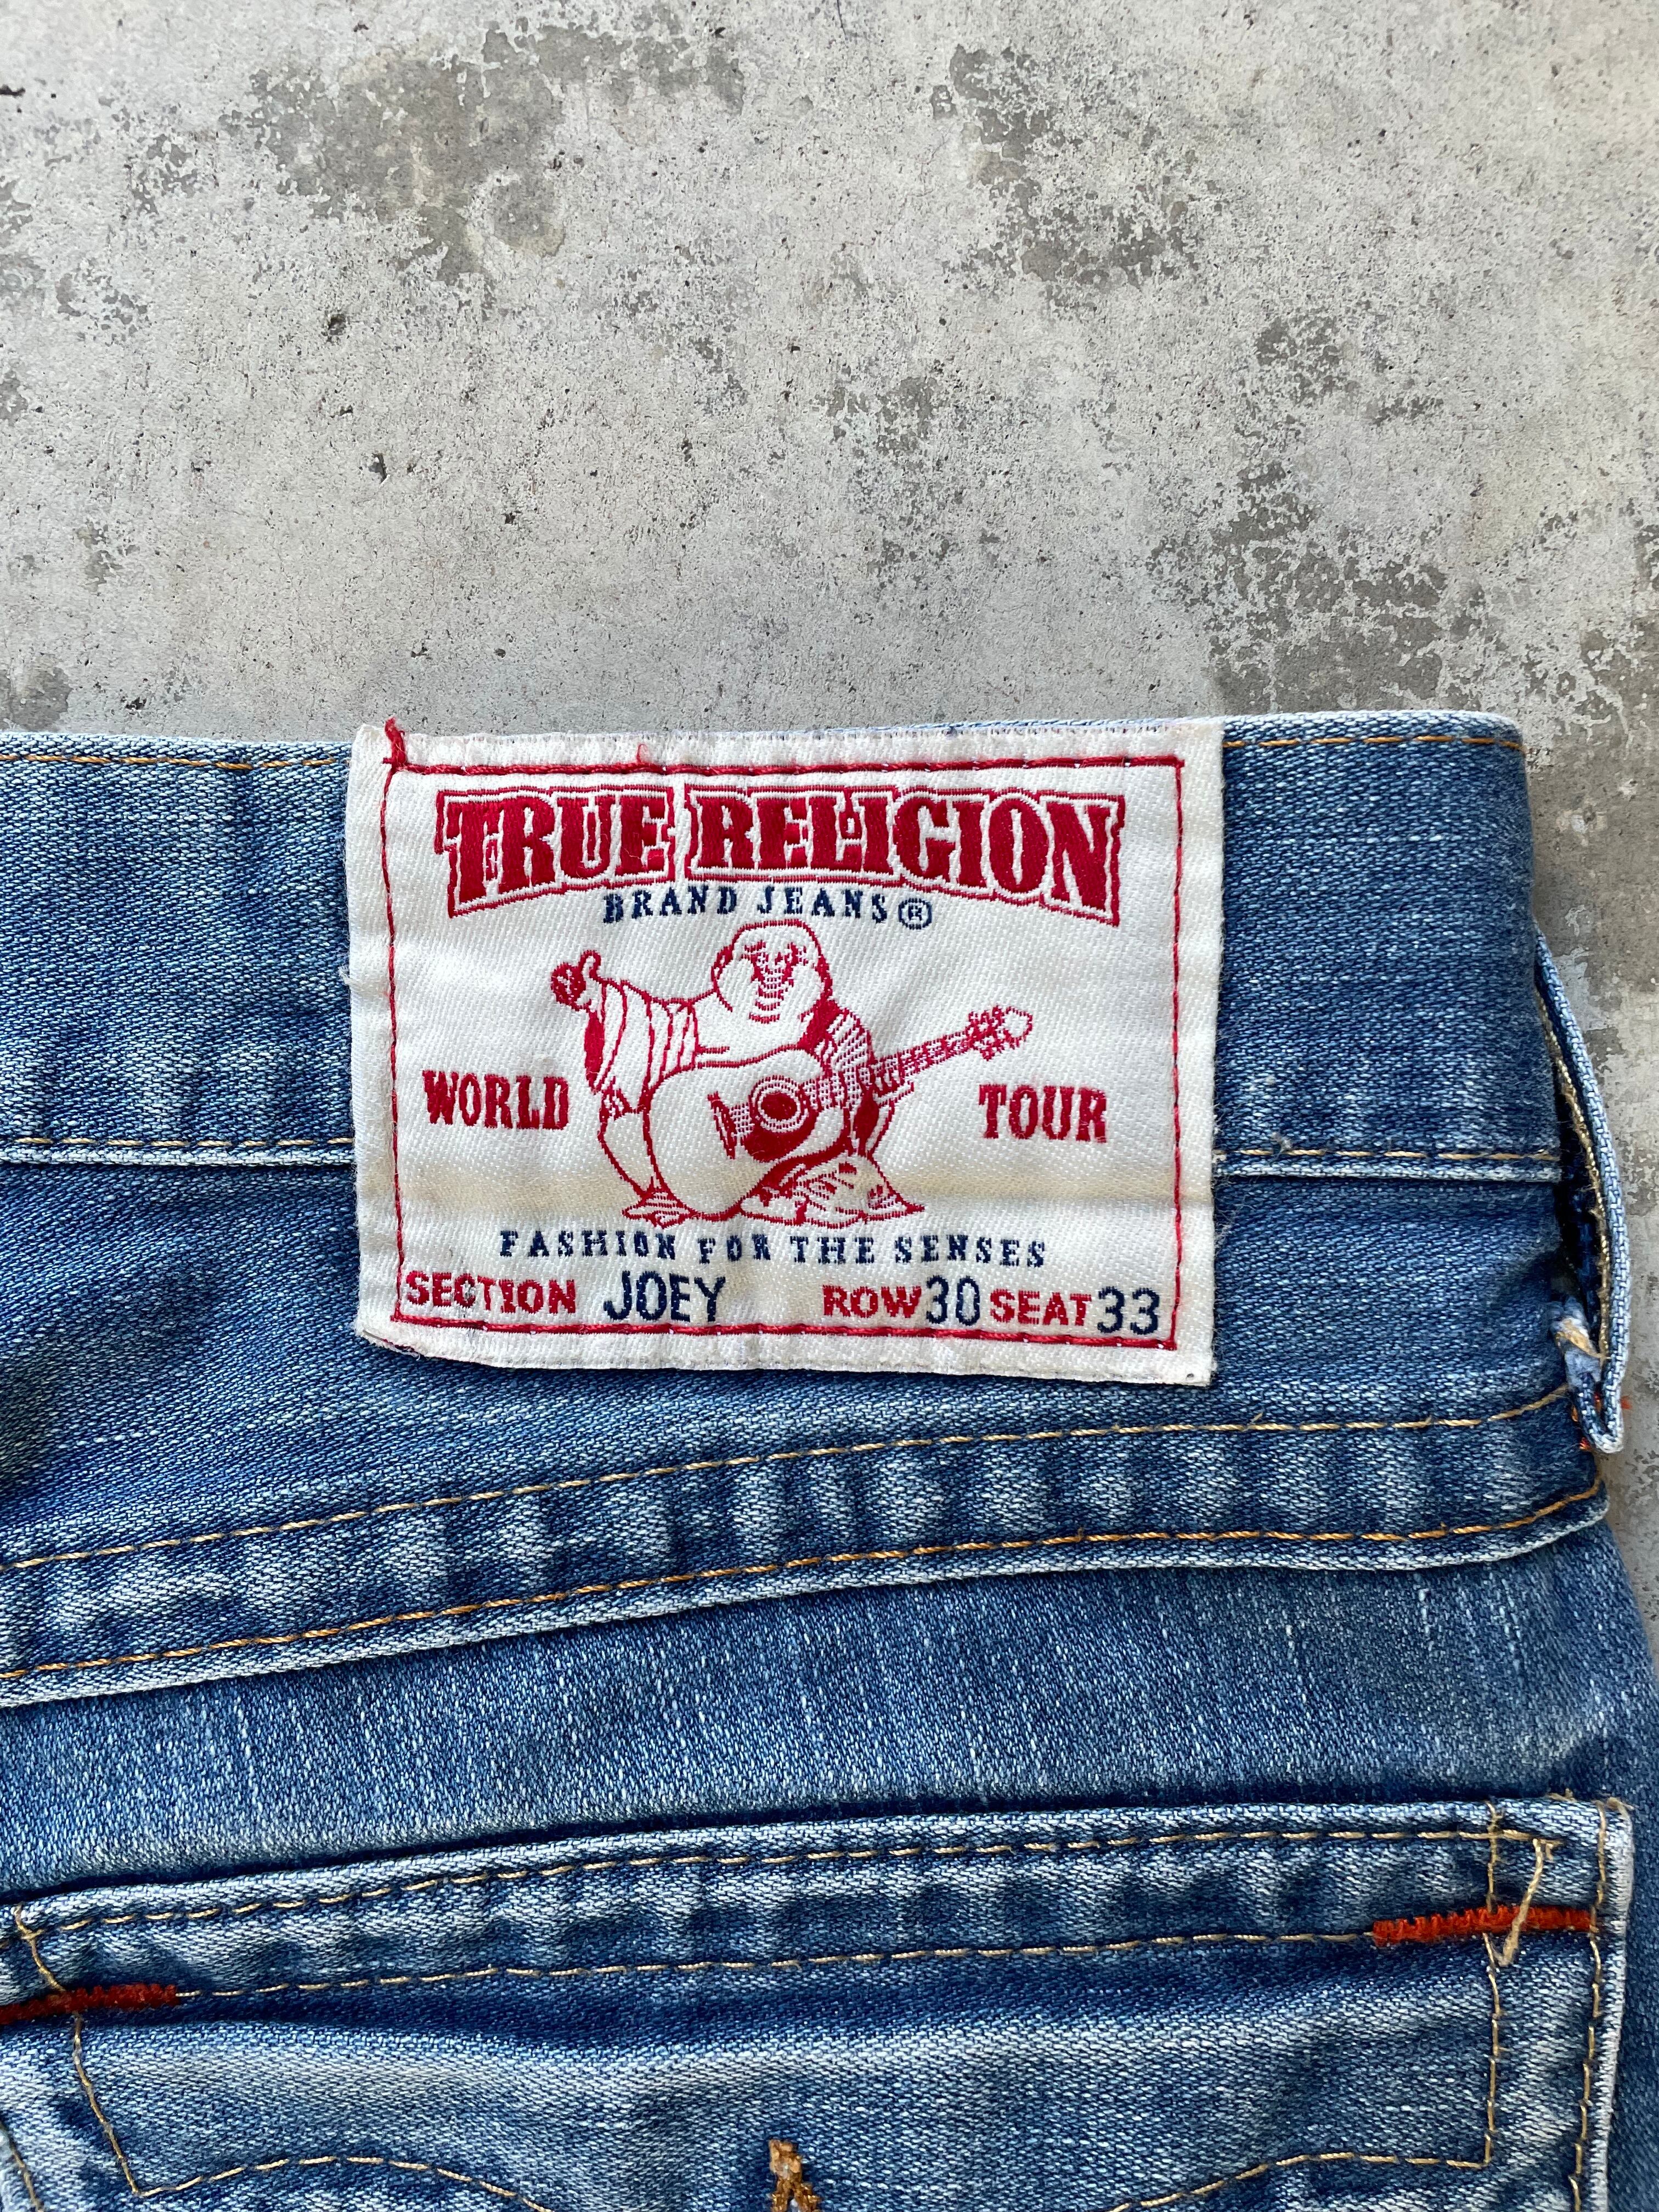 TRUE RELIGION
BRAND JEANS®
WORLD TOUR
FASHION FOR THE SENSES
SECTION JOEY ROW 30 SEAT 33